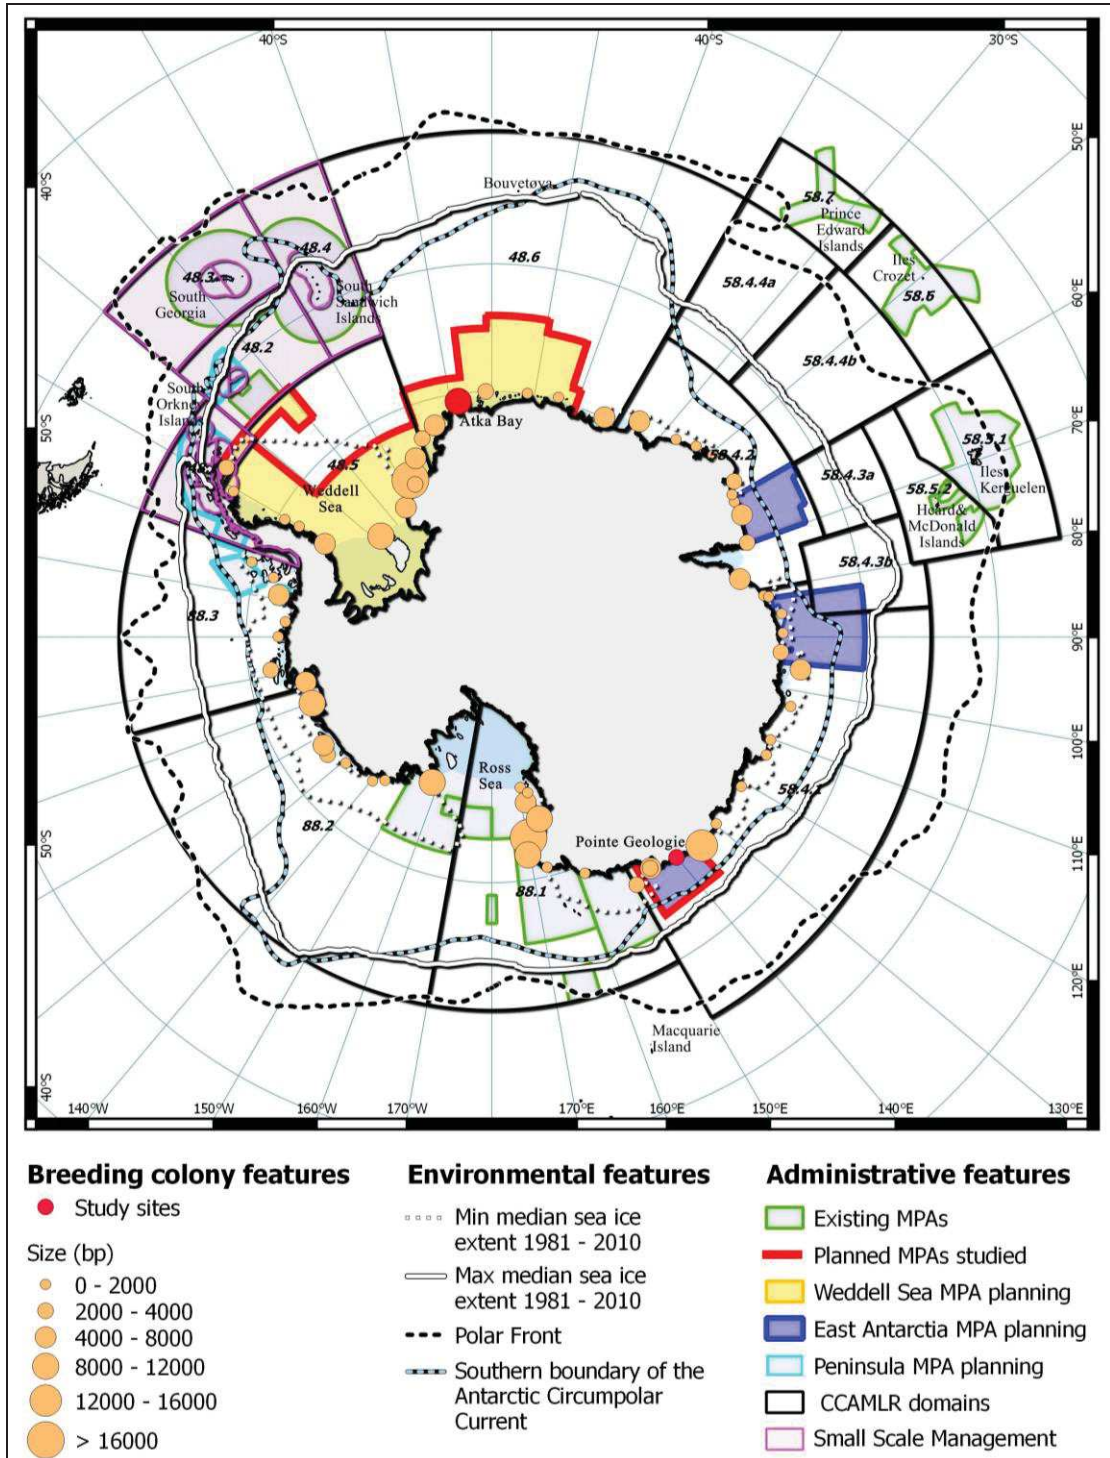 40°S
40°S
30°S
50°E
40°S
Bouvetøya
58.7
Prince
Edward
Islands
48.4
48.6
Iles
Crozet
48.3
South
Georgia
South
Sandwich
Islands
58.4.4a
58.6
60°E
48.2
58.4.4b
South
Orkney
Islands
50°S
Atka Bay
70°E
58.5.1
58.4.2
48.5
58.4.3a
Iles
Kerguelen
Weddell
Sea
58.5.2
Heard&
McDonald
Islands
80°E
58.4.3b
88.3
90°E
100°E
Ross
Sea
58.4.1
88.2
50°S
Pointe Geologie
110°E
88.1
120°E
Macquarie
Island
40°S
140°W
150°W
160°W
170°W
170°E
160°E
150°E
140°E
130°E
Breeding colony features
Study sites
Size (bp)
0 - 2000
2000 - 4000
4000 - 8000
8000 - 12000
12000 - 16000
> 16000
Environmental features
Min median sea ice
extent 1981 - 2010
Max median sea ice
extent 1981 - 2010
Polar Front
Southern boundary of the
Antarctic Circumpolar
Current
Administrative features
Existing MPAs
Planned MPAs studied
Weddell Sea MPA planning
East Antarctia MPA planning
Peninsula MPA planning
CCAMLR domains
Small Scale Management